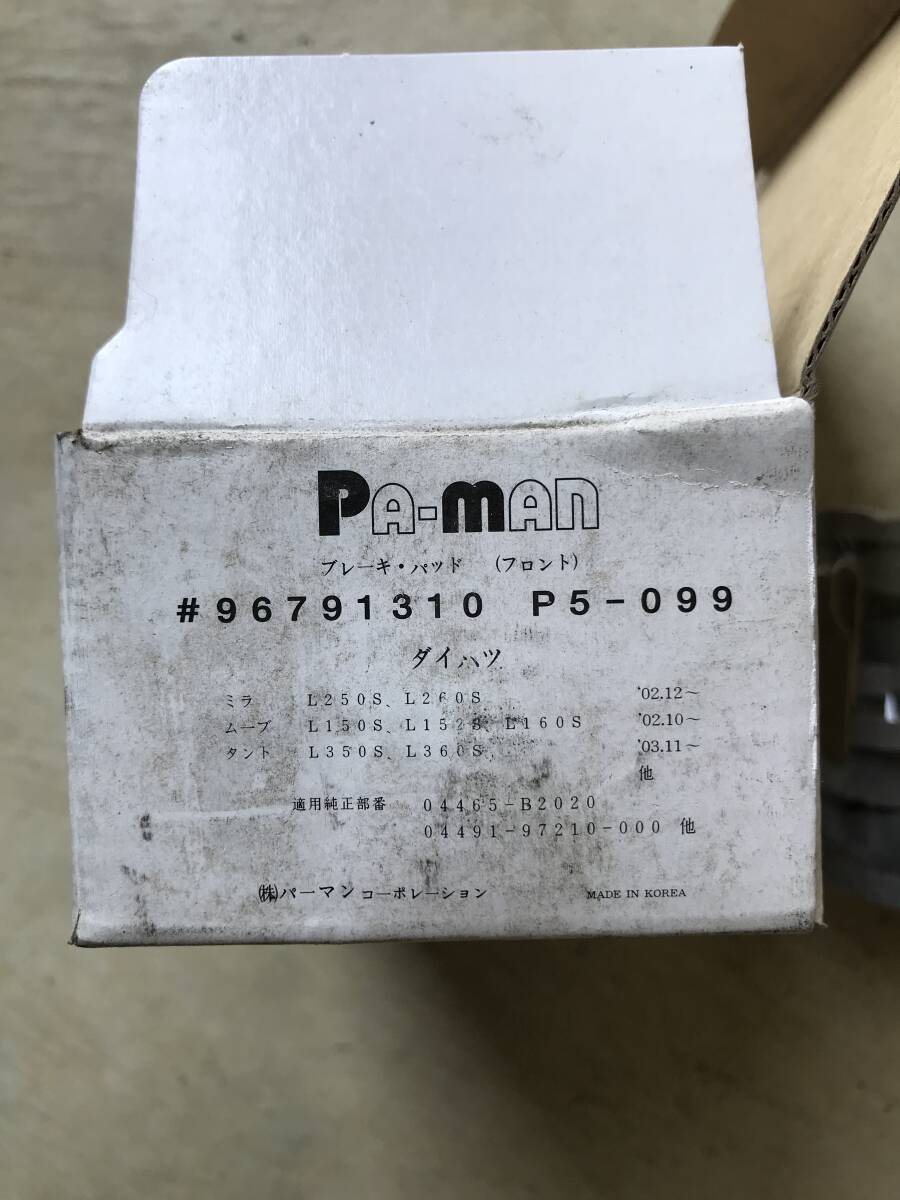 PA-MAN
ブレーキ・パッド (フロント)
#96791310 P5-099
ダイハツ
ミラ L250S、L260S '02.12~
ムーブ L150S、L152S、L160S '02.10~
タント L350S、L360S '03.11~
他
適用純正部番 04465-B2020
04491-97210-000 他
㈱パーマンコーポレーション MADE IN KOREA